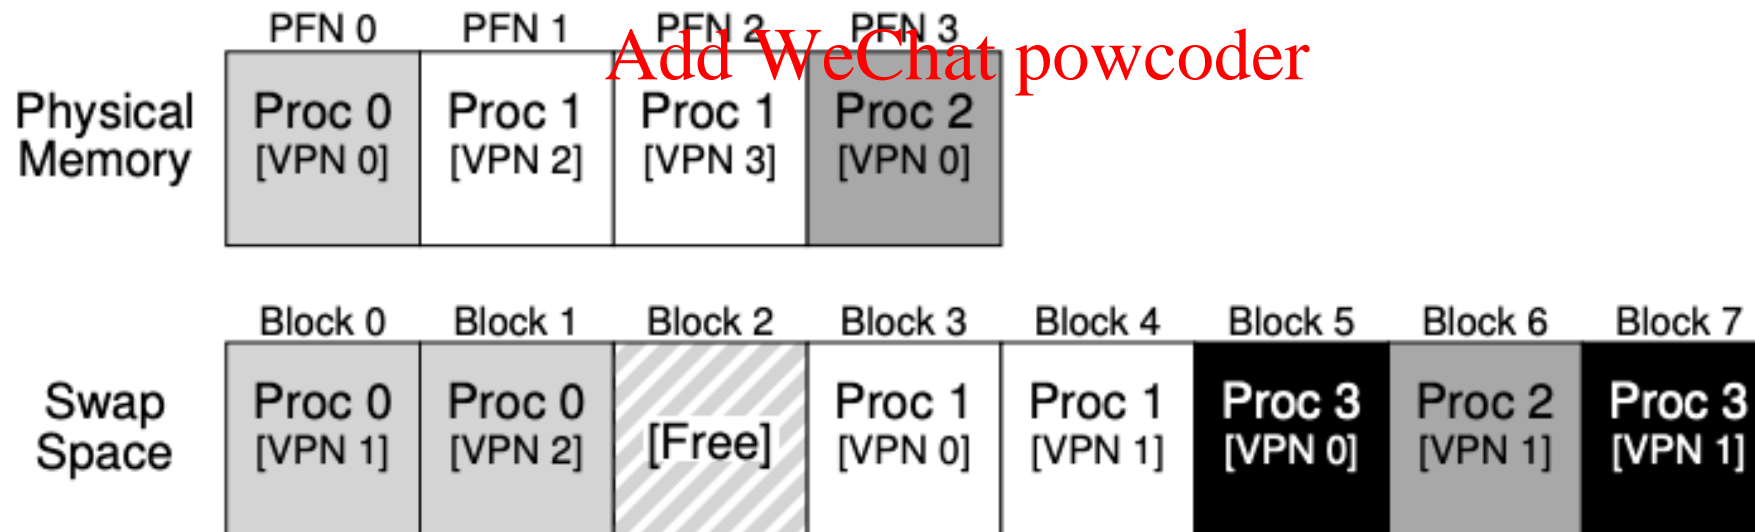 PFN 0 PFN 1 PFN 2 PFN 3
Add WeChat powcoder
Physical Memory
Proc 0 Proc 1 Proc 1 Proc 2
[VPN 0] [VPN 2] [VPN 3] [VPN 0]
Block 0 Block 1 Block 2 Block 3 Block 4 Block 5 Block 6 Block 7
Swap Space
Proc 0 Proc 0 [Free] Proc 1 Proc 1 Proc 3 Proc 2 Proc 3
[VPN 1] [VPN 2] [VPN 0] [VPN 1] [VPN 0] [VPN 1] [VPN 1]